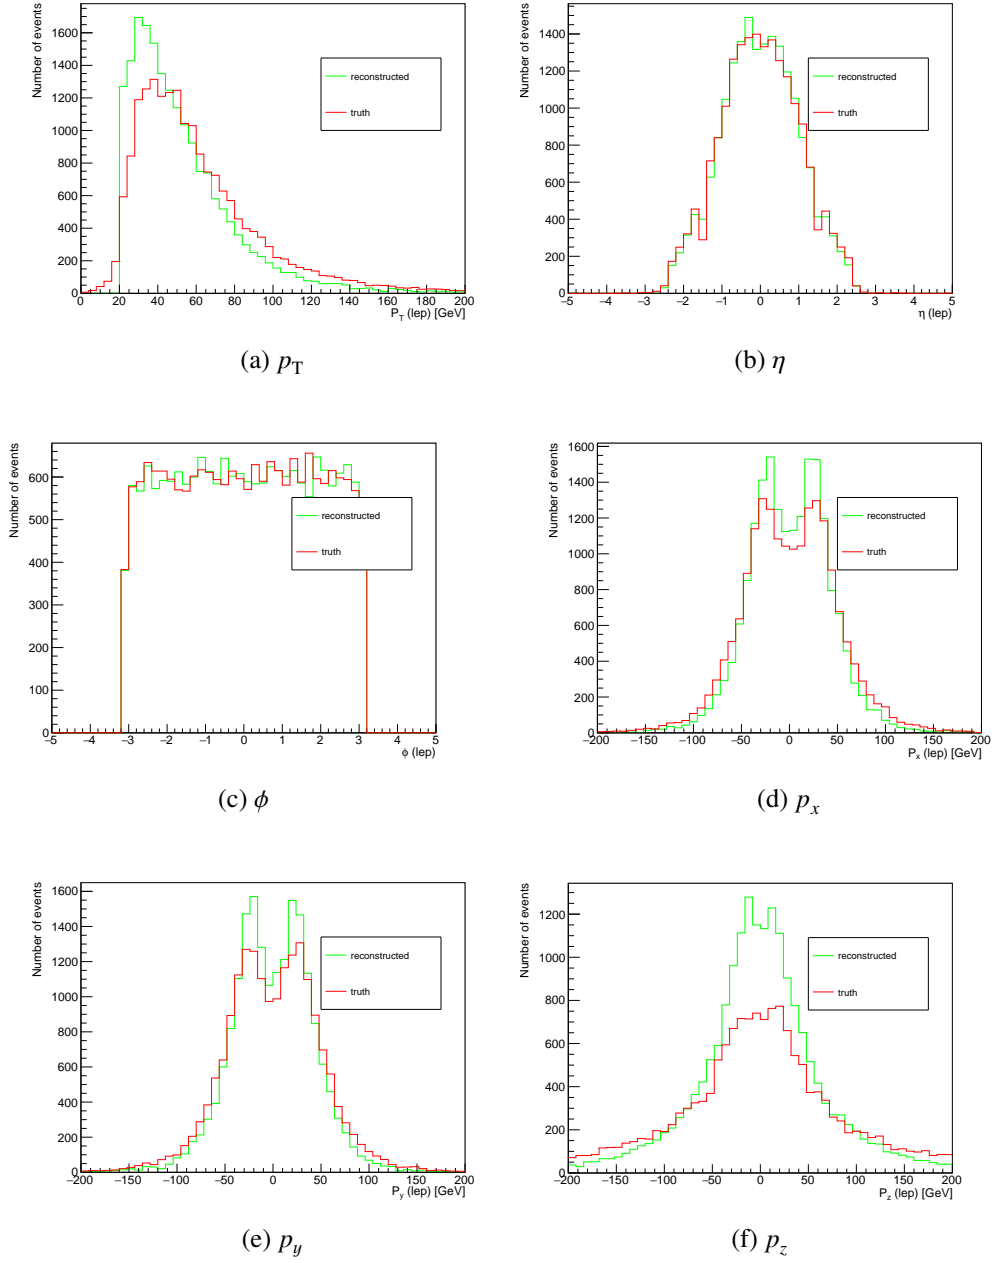 Number of events
1600
1400
1200
1000
800
600
400
200
0
reconstructed
truth
0 20 40 60 80 100 120 140 160 180 200
P_T (lep) [GeV]
(a) p_T
Number of events
1400
1200
1000
800
600
400
200
0
reconstructed
truth
−5 −4 −3 −2 −1 0 1 2 3 4 5
η (lep)
(b) η
Number of events
600
500
400
300
200
100
0
reconstructed
truth
−5 −4 −3 −2 −1 0 1 2 3 4 5
ϕ (lep)
(c) ϕ
Number of events
1600
1400
1200
1000
800
600
400
200
0
reconstructed
truth
−200 −150 −100 −50 0 50 100 150 200
P_x (lep) [GeV]
(d) p_x
Number of events
1600
1400
1200
1000
800
600
400
200
0
reconstructed
truth
−200 −150 −100 −50 0 50 100 150 200
P_y (lep) [GeV]
(e) p_y
Number of events
1200
1000
800
600
400
200
0
reconstructed
truth
−200 −150 −100 −50 0 50 100 150 200
P_z (lep) [GeV]
(f) p_z